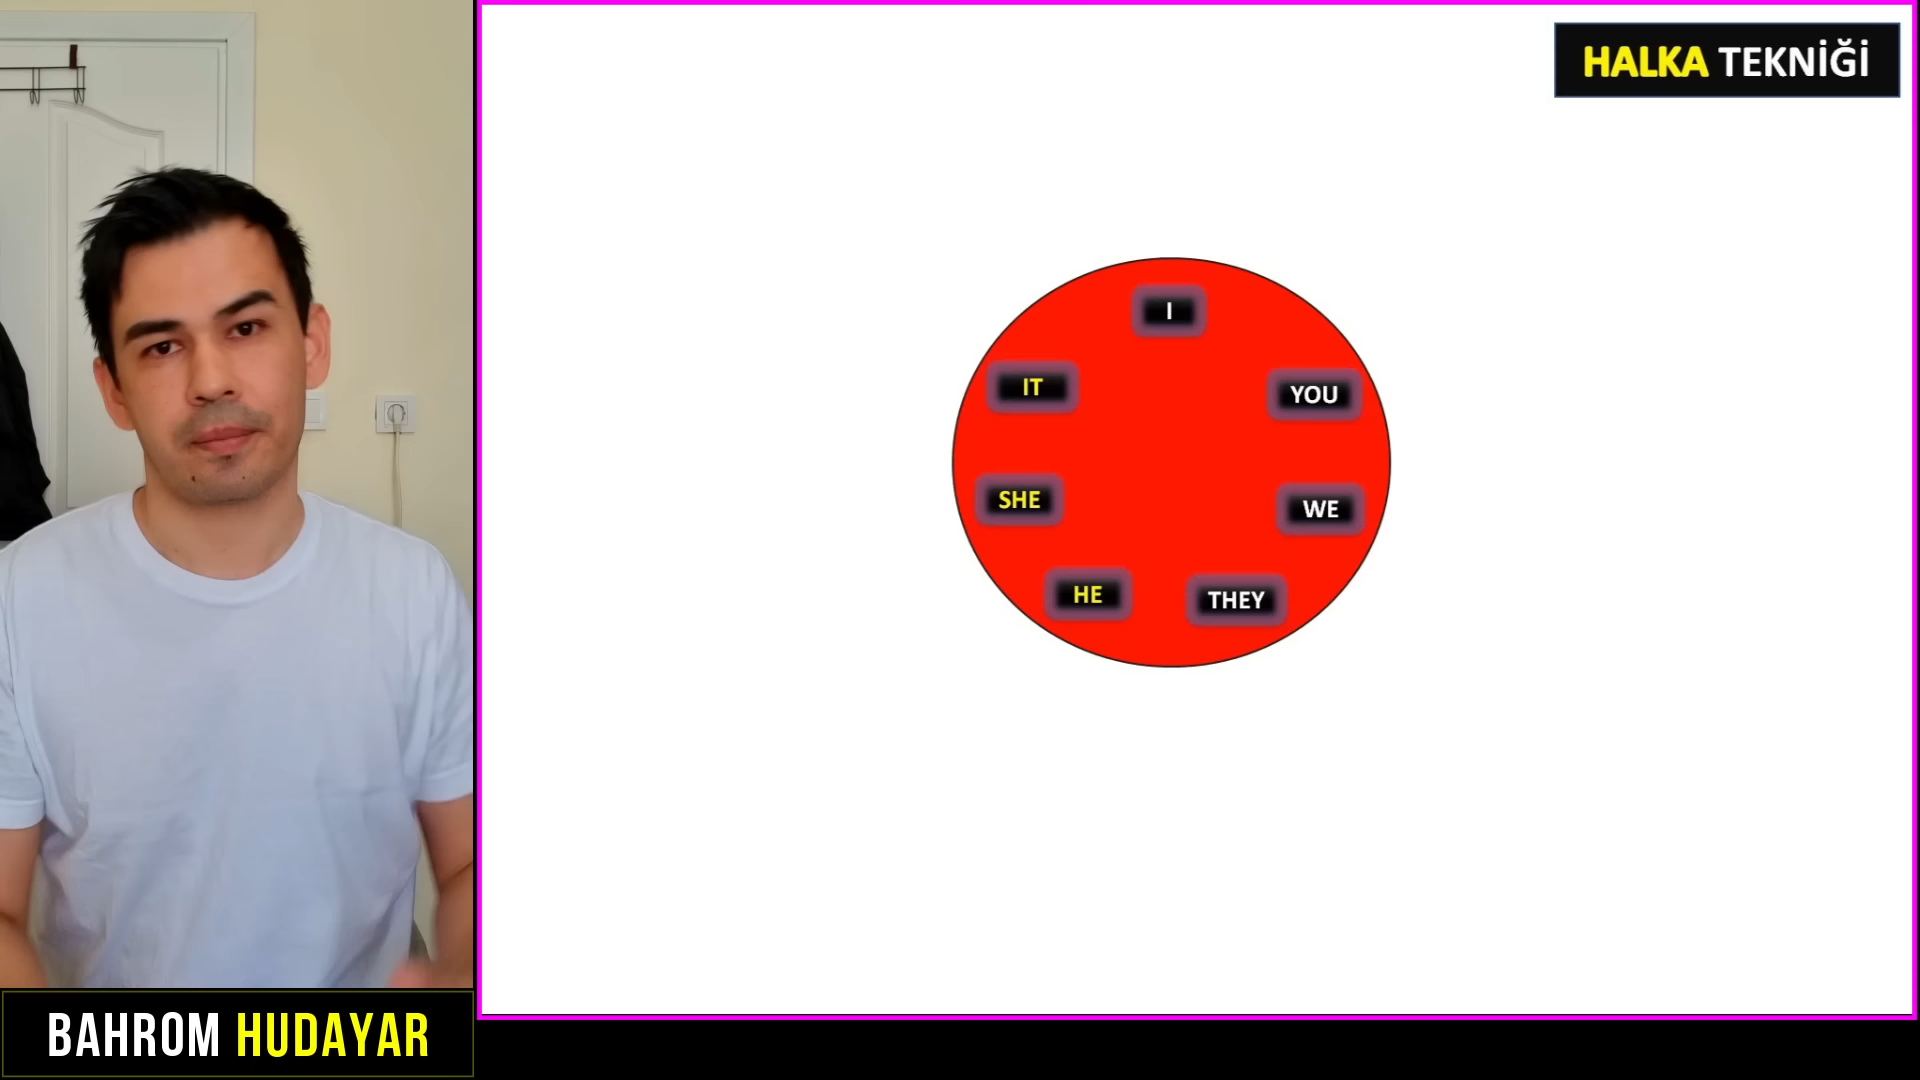 HALKA TEKNİĞİ
I
IT
YOU
SHE
WE
HE
THEY
BAHROM HUDAYAR